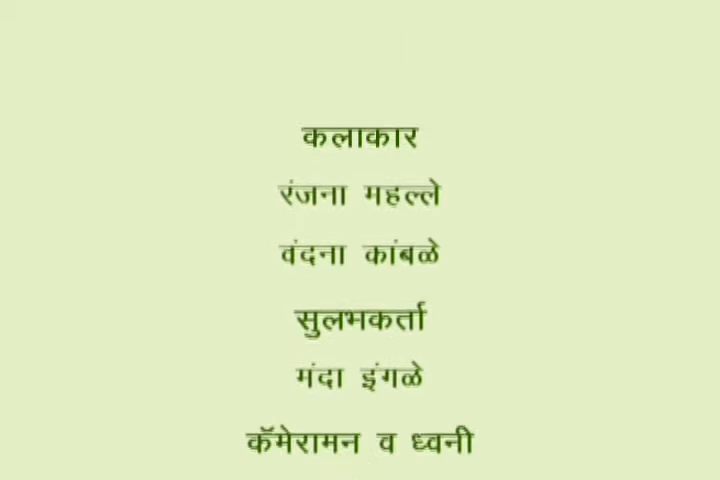 कलाकार
रंजना महल्ले
वंदना कांबळे
सुलभकर्ता
मंदा इंगळे
कॅमेरामन व ध्वनी